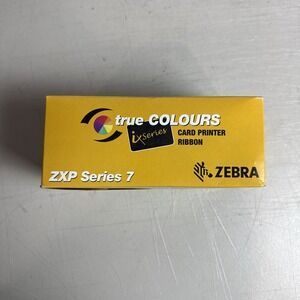 true COLOURS
ix series
CARD PRINTER
RIBBON
ZXP Series 7
ZEBRA